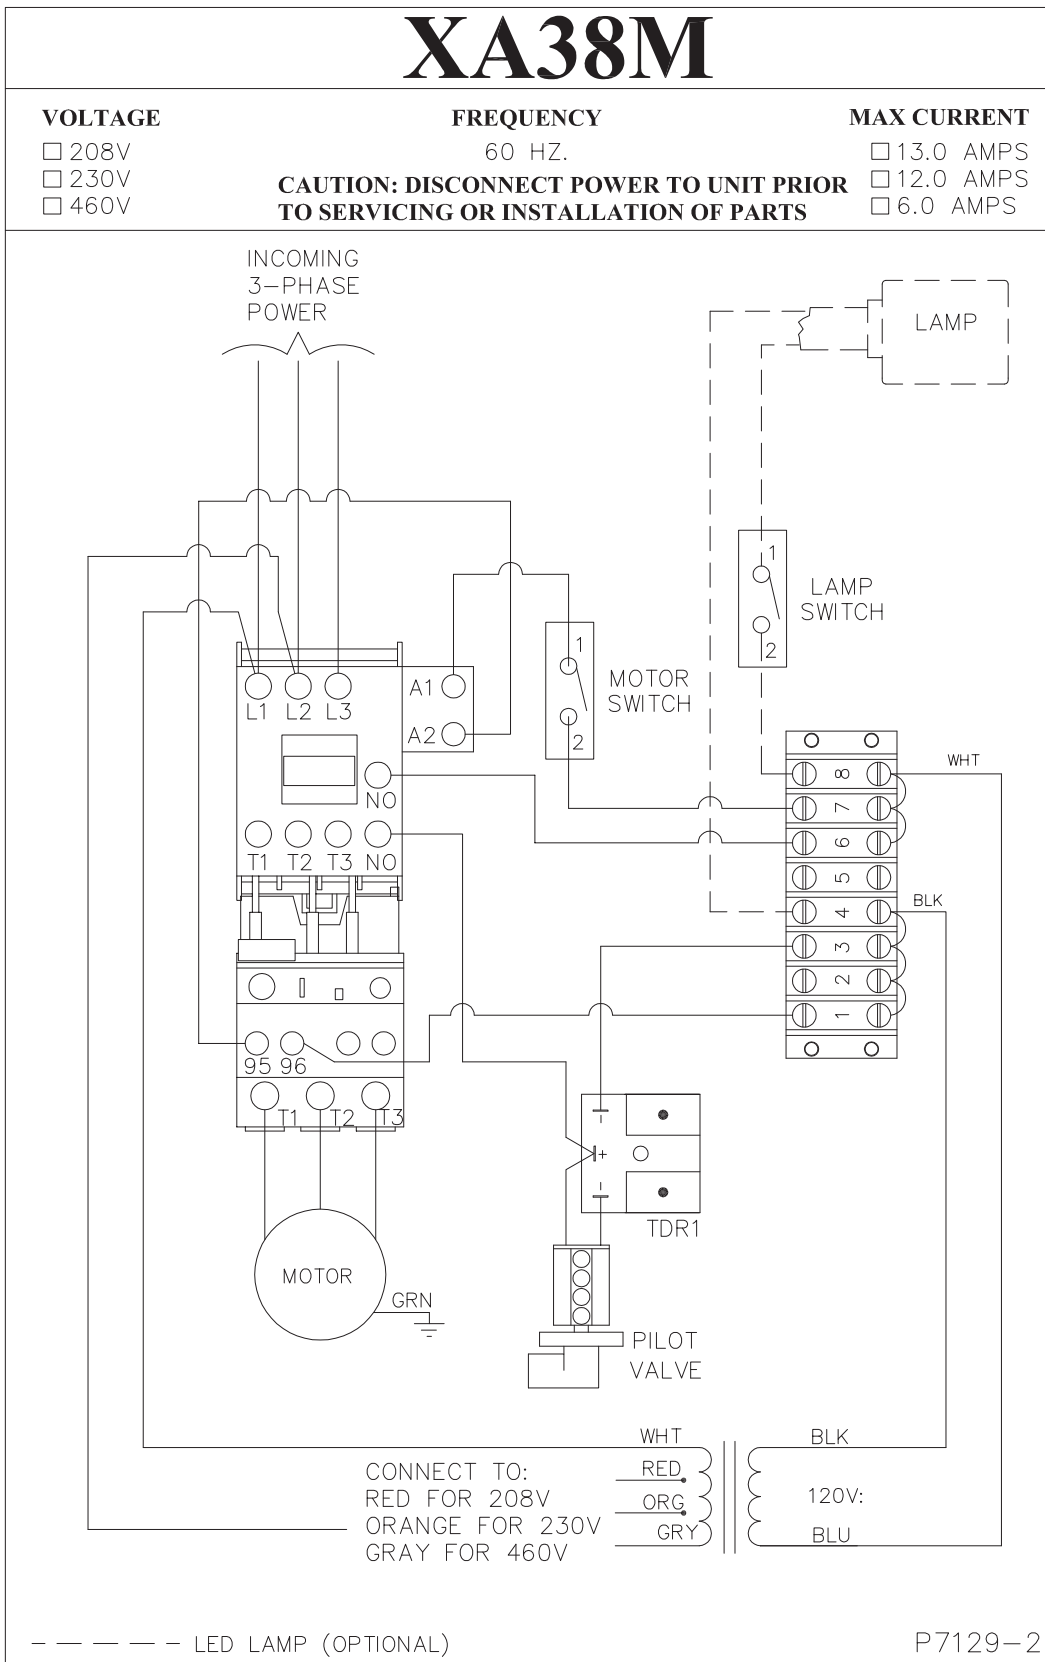 XA38M
VOLTAGE
208V
230V
460V
FREQUENCY
60 HZ.
CAUTION: DISCONNECT POWER TO UNIT PRIOR
TO SERVICING OR INSTALLATION OF PARTS
MAX CURRENT
13.0 AMPS
12.0 AMPS
6.0 AMPS
INCOMING
3-PHASE
POWER
LAMP
1
2
LAMP
SWITCH
1
2
MOTOR
SWITCH
L1 L2 L3
A1
A2
NO
T1 T2 T3 NO
8
7
6
5
4
3
2
1
WHT
BLK
95 96
T1 T2 T3
MOTOR
GRN
-
+
-
TDR1
PILOT
VALVE
WHT
RED
ORG
GRY
CONNECT TO:
RED FOR 208V
ORANGE FOR 230V
GRAY FOR 460V
BLK
120V:
BLU
LED LAMP (OPTIONAL)
P7129-2